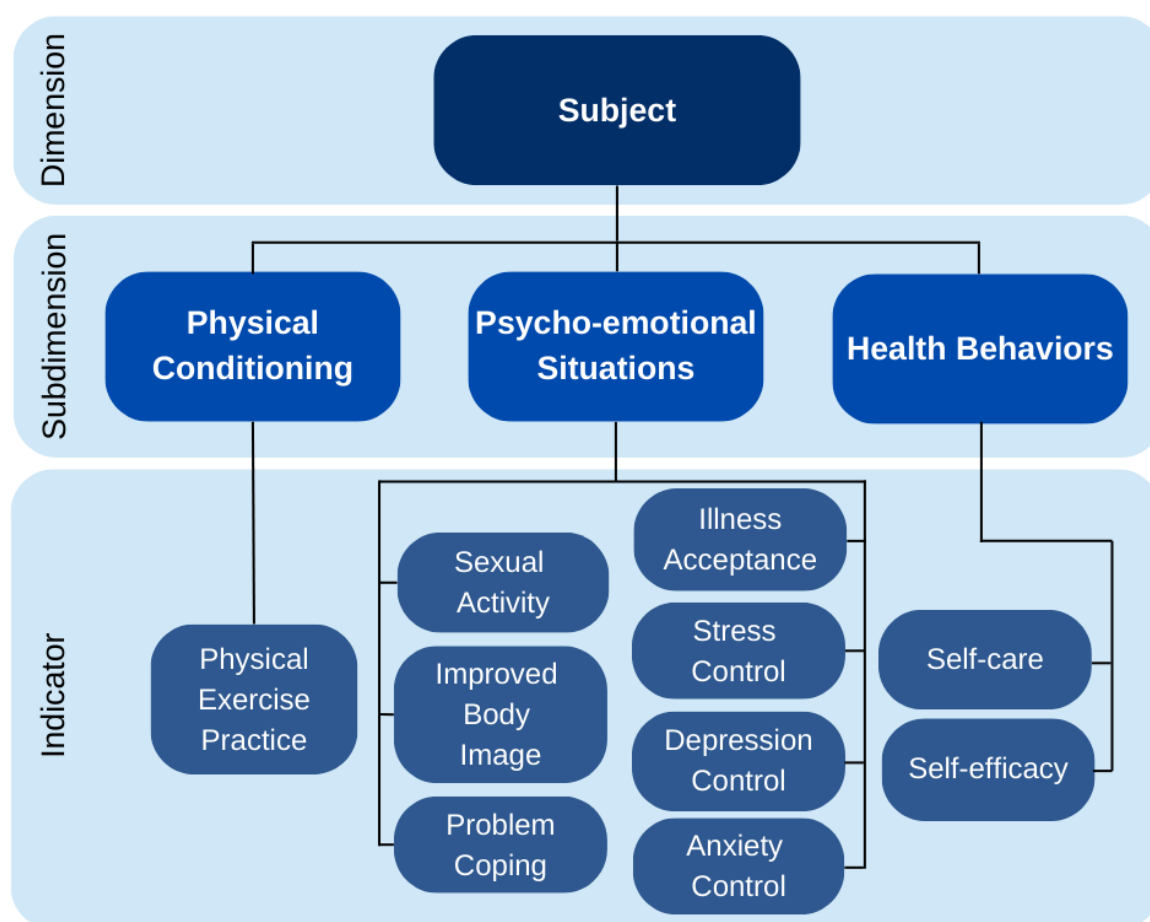 Dimension
Subject
Subdimension
Physical
Conditioning
Psycho-emotional
Situations
Health Behaviors
Indicator
Physical
Exercise
Practice
Sexual
Activity
Improved
Body
Image
Problem
Coping
Illness
Acceptance
Stress
Control
Depression
Control
Anxiety
Control
Self-care
Self-efficacy